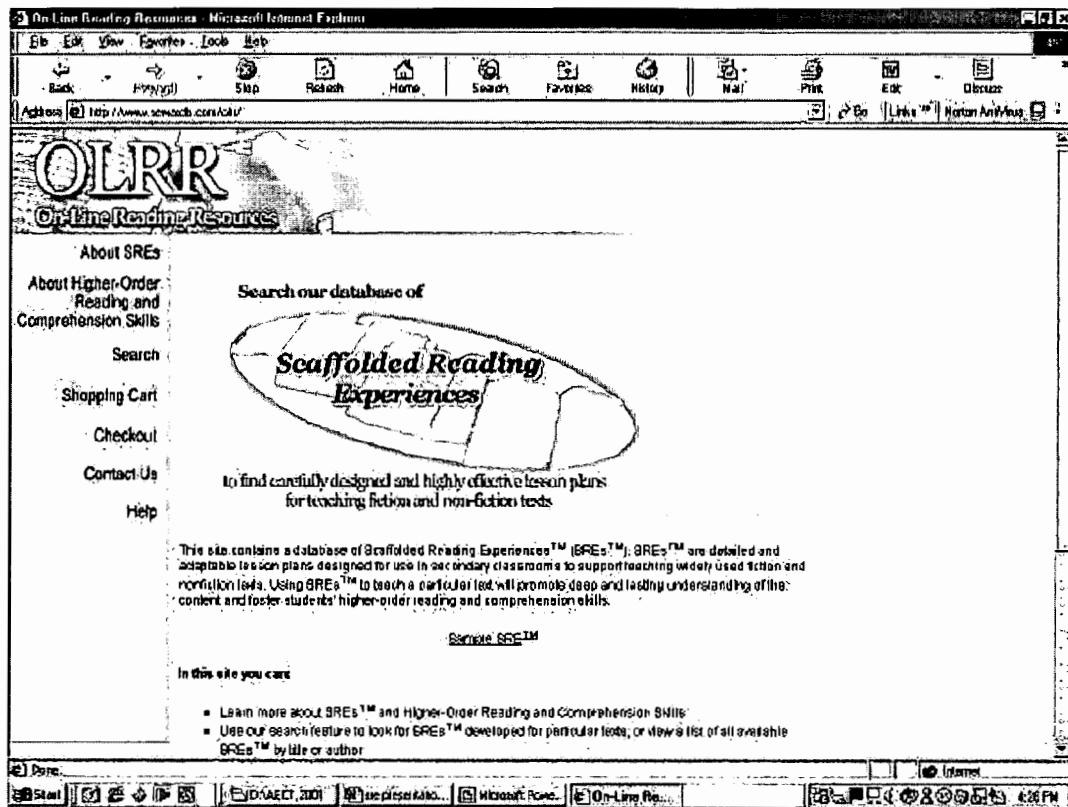 On-Line Reading Resources - Microsoft Internet Explorer
File Edit View Favorites Tools Help
Back Forward Stop Refresh Home Search Favorites History Mail Print Edit Discuss
Address Go Links Norton AntiVirus
OLRR
On-Line Reading Resources
About SREs
About Higher-Order
Reading and
Comprehension Skills
Search
Shopping Cart
Checkout
Contact Us
Help
Search our database of
Scaffolded Reading
Experiences
to find carefully designed and highly effective lesson plans
for teaching fiction and non-fiction texts
This site contains a database of Scaffolded Reading Experiences™ (SREs™). SREs™ are detailed and
adaptable lesson plans designed for use in secondary classrooms to support teaching widely used fiction and
nonfiction texts. Using SREs™ to teach a particular text will promote deep and lasting understanding of the
content and foster students' higher-order reading and comprehension skills.
Sample SRE™
In this site you can:
Learn more about SREs™ and Higher-Order Reading and Comprehension Skills
Use our search feature to look for SREs™ developed for particular texts; or view a list of all available
SREs™ by title or author
Done Internet
Start D:\AECT, 2001 Microsoft Powe... On-Line Re... 4:26 PM